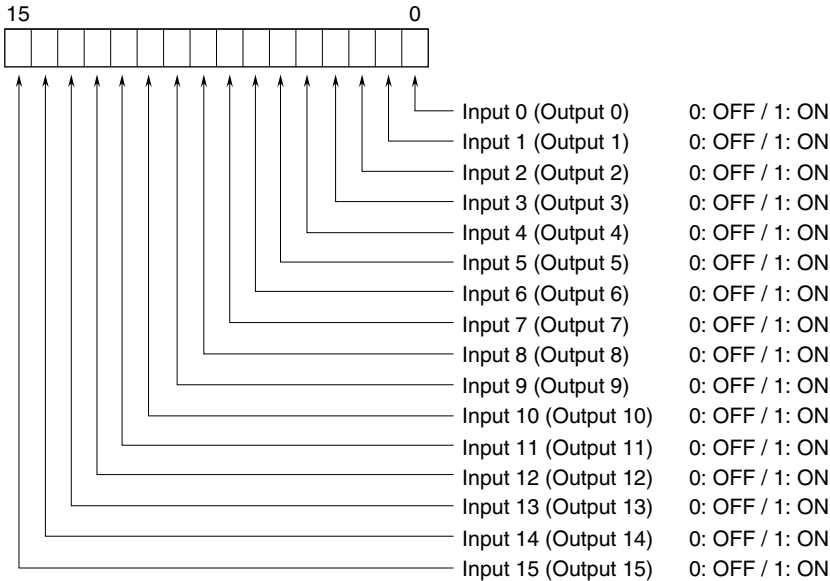 15 0
Input 0 (Output 0) 0: OFF / 1: ON
Input 1 (Output 1) 0: OFF / 1: ON
Input 2 (Output 2) 0: OFF / 1: ON
Input 3 (Output 3) 0: OFF / 1: ON
Input 4 (Output 4) 0: OFF / 1: ON
Input 5 (Output 5) 0: OFF / 1: ON
Input 6 (Output 6) 0: OFF / 1: ON
Input 7 (Output 7) 0: OFF / 1: ON
Input 8 (Output 8) 0: OFF / 1: ON
Input 9 (Output 9) 0: OFF / 1: ON
Input 10 (Output 10) 0: OFF / 1: ON
Input 11 (Output 11) 0: OFF / 1: ON
Input 12 (Output 12) 0: OFF / 1: ON
Input 13 (Output 13) 0: OFF / 1: ON
Input 14 (Output 14) 0: OFF / 1: ON
Input 15 (Output 15) 0: OFF / 1: ON